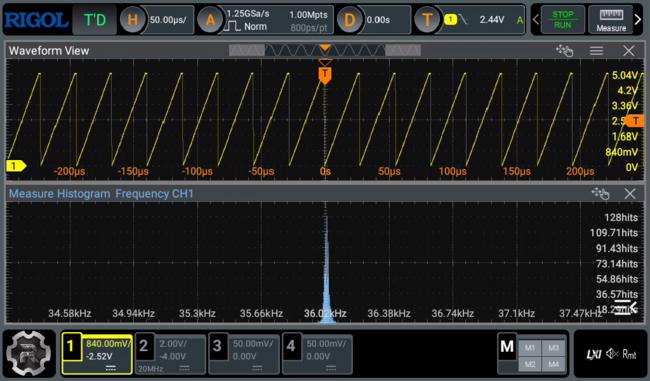 RIGOL T'D H 50.00μs/ A 1.25GSa/s 1.00Mpts Norm 800ps/pt D 0.00s T 1 2.44V A STOP RUN Measure
Waveform View
5.04V
4.2V
3.36V
1.68V
840mV
0V
T
T
1
-200μs -150μs -100μs -50μs 0s 50μs 100μs 150μs 200μs
Measure Histogram Frequency CH1
128hits
109.71hits
91.43hits
73.14hits
54.86hits
36.57hits
34.58kHz 34.94kHz 35.3kHz 35.66kHz 36.02kHz 36.38kHz 36.74kHz 37.1kHz 37.47kHz
1 840.00mV/ -2.52V
2 2.00V/ -4.00V 20MHz
3 50.00mV/ 0.00V
4 50.00mV/ 0.00V
M M1 M3 M2 M4
LXI Rmt